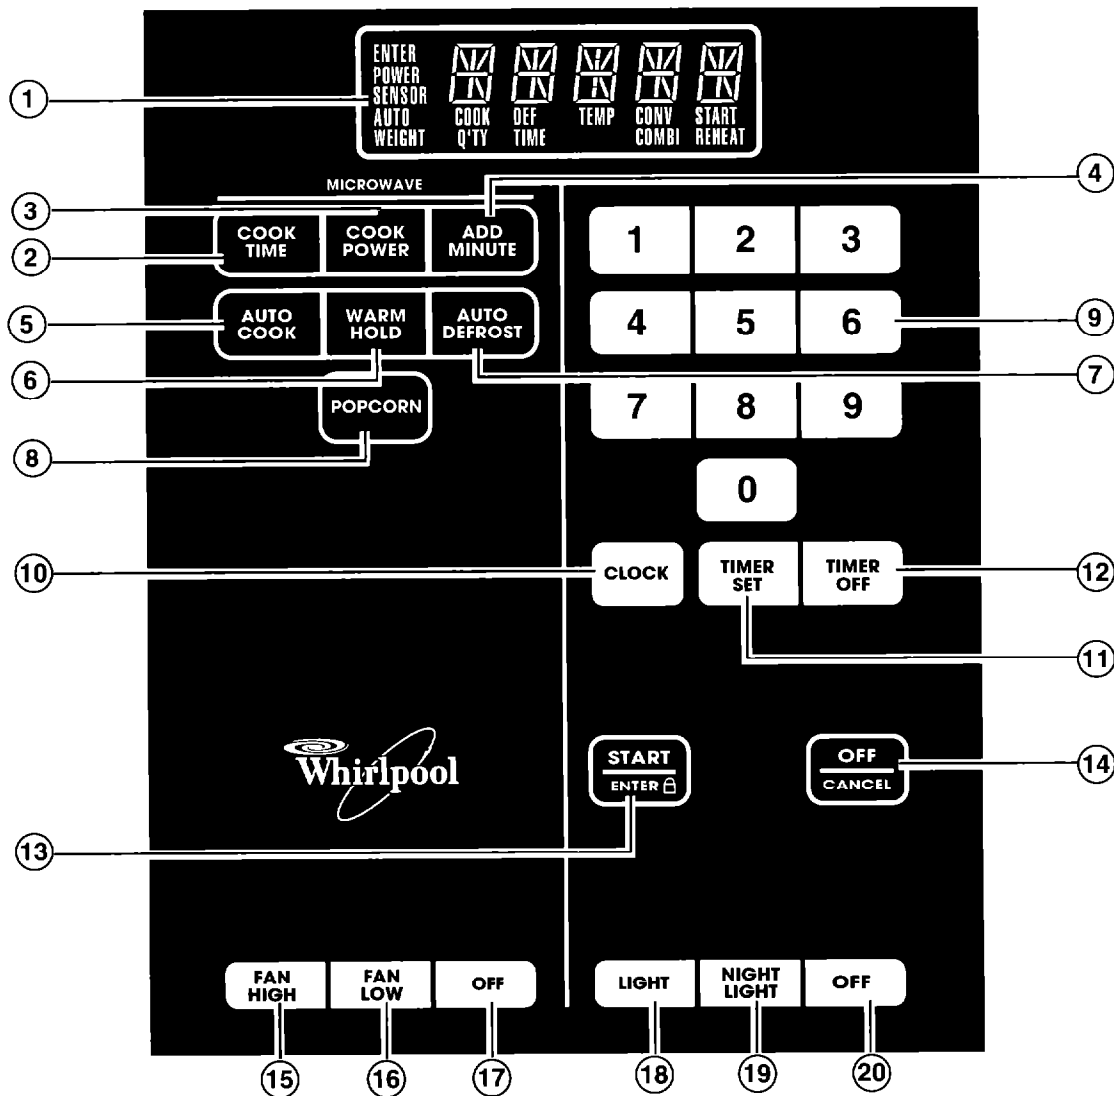 ENTER
POWER
SENSOR
AUTO
WEIGHT
COOK
Q'TY
DEF
TIME
TEMP
CONV
COMBI
START
REHEAT
1
MICROWAVE
4
3
COOK
TIME
COOK
POWER
ADD
MINUTE
2
1 2 3
5
AUTO
COOK
WARM
HOLD
AUTO
DEFROST
4 5 6
9
6
7
POPCORN
7 8 9
8
0
10
CLOCK
TIMER
SET
TIMER
OFF
12
11
Whirlpool
START
ENTER
OFF
CANCEL
14
13
FAN
HIGH
FAN
LOW
OFF
LIGHT
NIGHT
LIGHT
OFF
15 16 17 18 19 20